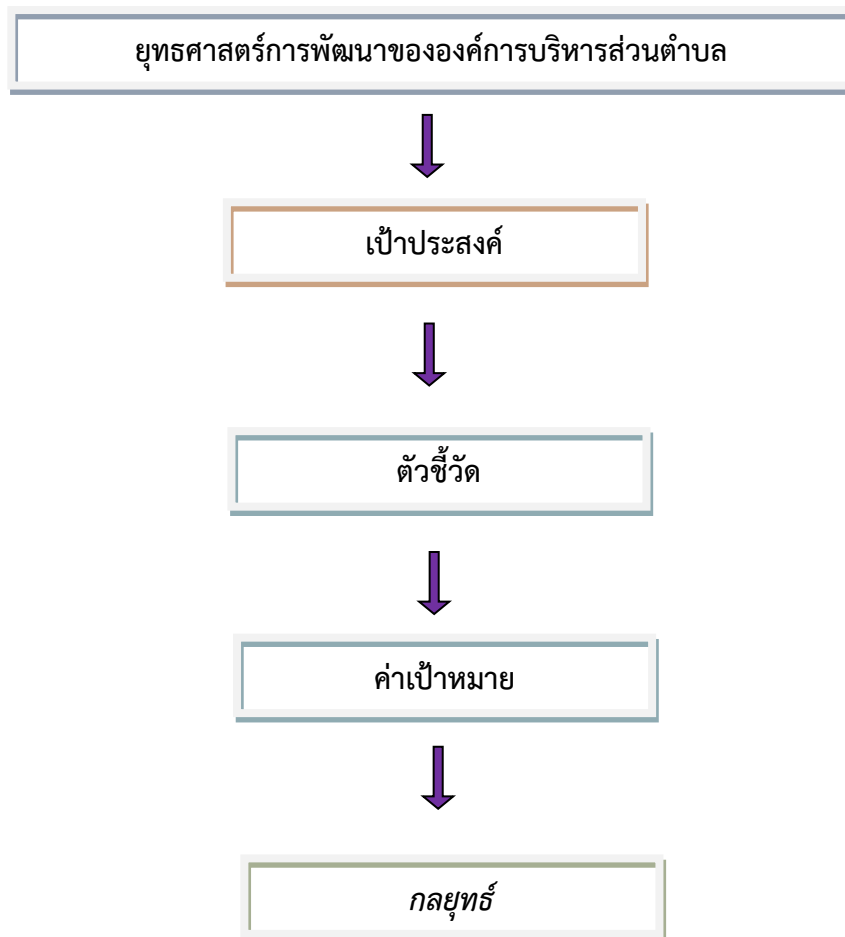 ยุทธศาสตร์การพัฒนาขององค์การบริหารส่วนตำบล
เป้าประสงค์
ตัวชี้วัด
ค่าเป้าหมาย
กลยุทธ์